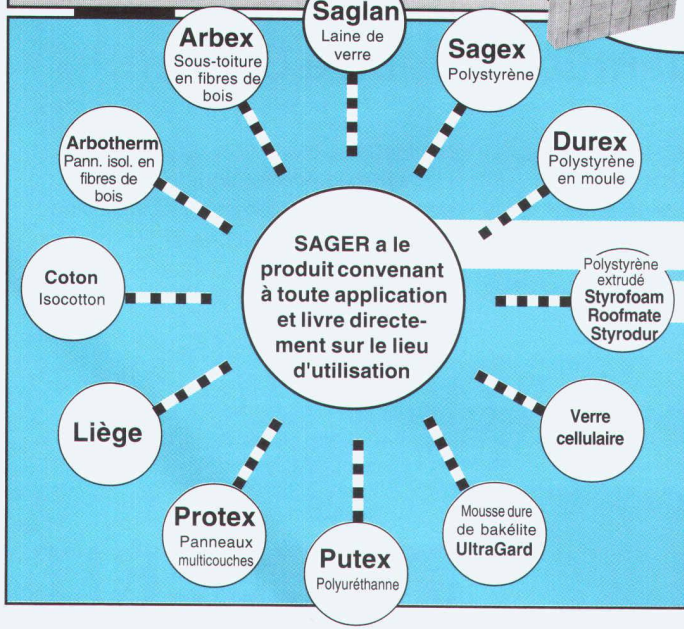 Saglan
Laine de
verre
Sagex
Polystyrène
Durex
Polystyrène
en moule
Polystyrène
extrudé
Styrofoam
Roofmate
Styrodur
Verre
cellulaire
Mousse dure
de bakélite
UltraGard
Putex
Polyuréthanne
Protex
Panneaux
multicouches
Liège
Coton
Isocotton
Arbotherm
Pann. isol. en
fibres de
bois
Arbex
Sous-toiture
en fibres de
bois
SAGER a le
produit convenant
à toute application
et livre directe-
ment sur le lieu
d'utilisation